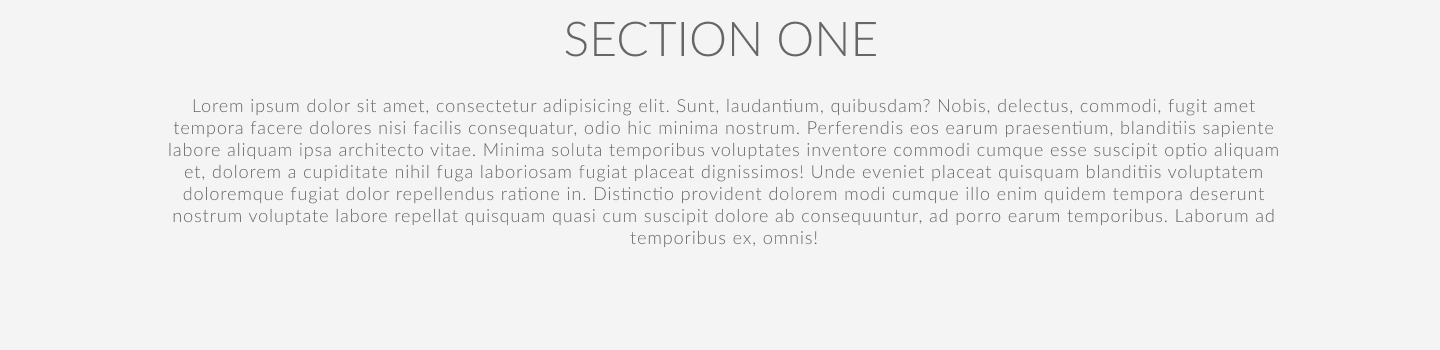 SECTION ONE
Lorem ipsum dolor sit amet, consectetur adipisicing elit. Sunt, laudantium, quibusdam? Nobis, delectus, commodi, fugit amet
tempora facere dolores nisi facilis consequatur, odio hic minima nostrum. Perferendis eos earum praesentium, blanditiis sapiente
labore aliquam ipsa architecto vitae. Minima soluta temporibus voluptates inventore commodi cumque esse suscipit optio aliquam
et, dolorem a cupiditate nihil fuga laboriosam fugiat placeat dignissimos! Unde eveniet placeat quisquam blanditiis voluptatem
doloremque fugiat dolor repellendus ratione in. Distinctio provident dolorem modi cumque illo enim quidem tempora deserunt
nostrum voluptate labore repellat quisquam quasi cum suscipit dolore ab consequuntur, ad porro earum temporibus. Laborum ad
temporibus ex, omnis!